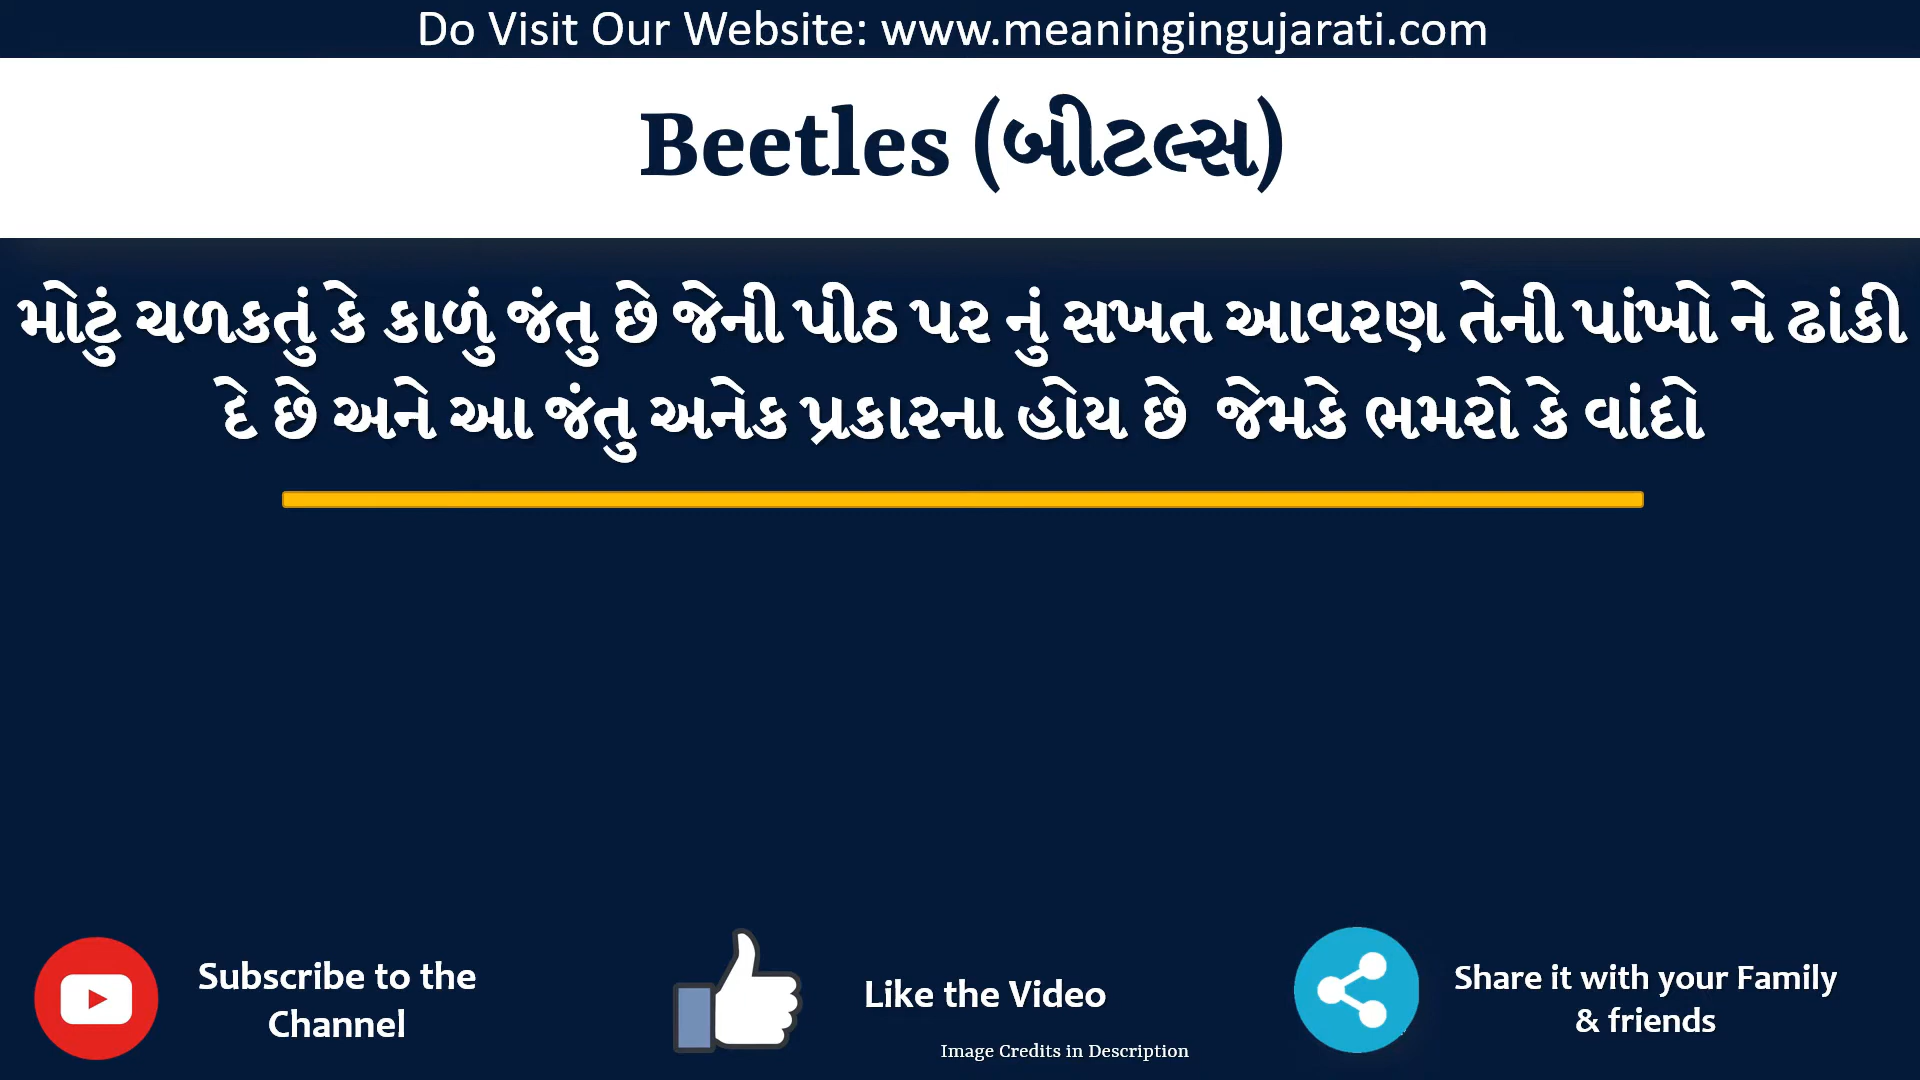 Do Visit Our Website: www.meaningingujarati.com
Beetles (બીટલ્સ)
મોટું ચળકતું કે કાળું જંતુ છે જેની પીઠ પર નું સખત આવરણ તેની પાંખો ને ઢાંકી
દે છે અને આ જંતુ અનેક પ્રકારના હોય છે જેમકે ભમરો કે વાંદો
Subscribe to the
Channel
Like the Video
Share it with your Family
& friends
Image Credits in Description